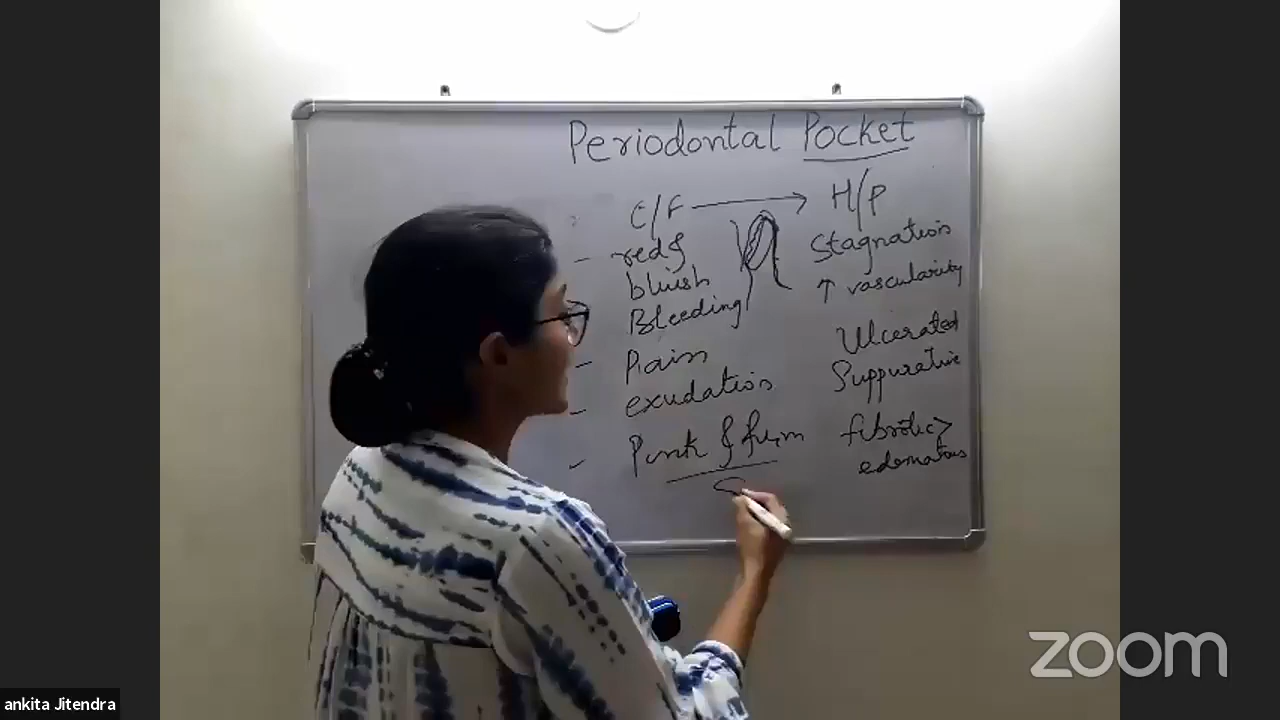 Periodontal Pocket
C/F → H/P
red &
bluish
Bleeding
Stagnation
↑ vascularity
- Pain
Ulcerated
- exudation
Suppurative
- Pink & firm
fibrotic >
edematous
zoom
ankita Jitendra